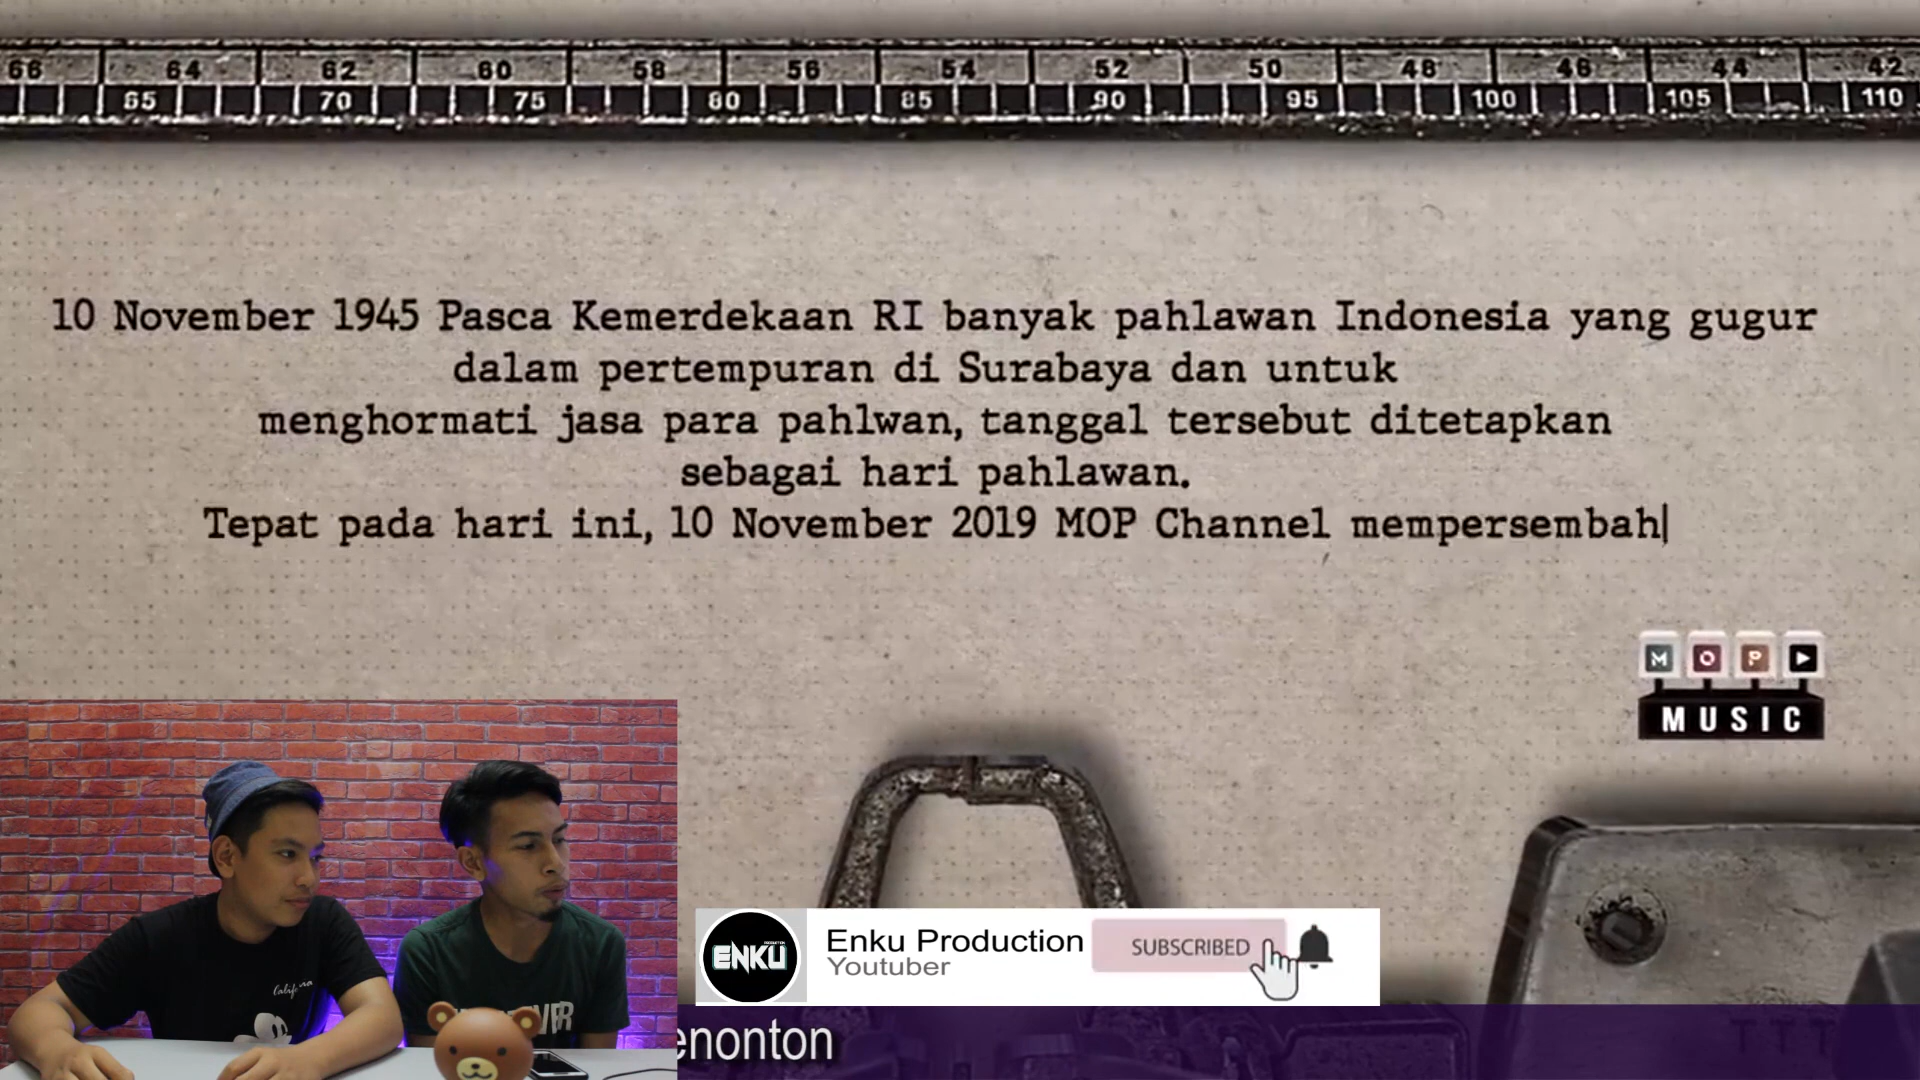 66 64 62 60 58 56 54 52 50 48 46 44 42
65 70 75 80 85 90 95 100 105 110
10 November 1945 Pasca Kemerdekaan RI banyak pahlawan Indonesia yang gugur
dalam pertempuran di Surabaya dan untuk
menghormati jasa para pahlwan, tanggal tersebut ditetapkan
sebagai hari pahlawan.
Tepat pada hari ini, 10 November 2019 MOP Channel mempersembah
MOP
MUSIC
ENKU
Enku Production
Youtuber
SUBSCRIBED
enonton